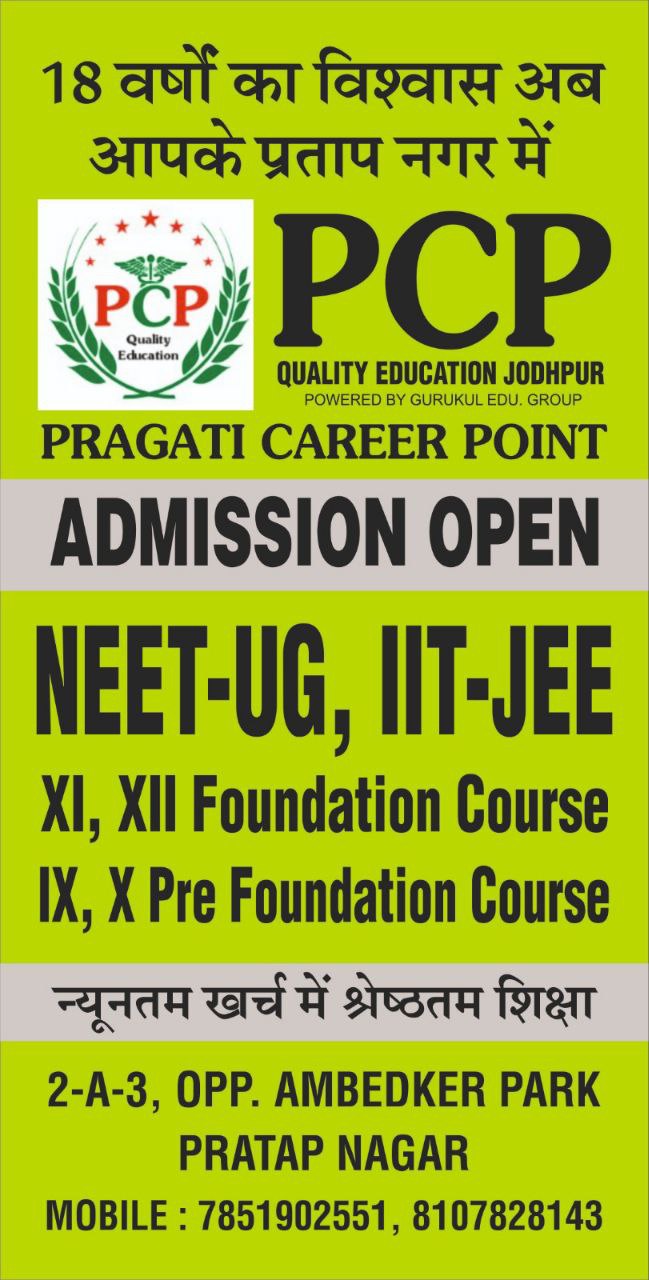 18 वर्षों का विश्वास अब
आपके प्रताप नगर में
PCP
Quality
Education
PCP
QUALITY EDUCATION JODHPUR
POWERED BY GURUKUL EDU. GROUP
PRAGATI CAREER POINT
ADMISSION OPEN
NEET-UG, IIT-JEE
XI, XII Foundation Course
IX, X Pre Foundation Course
न्यूनतम खर्च में श्रेष्ठतम शिक्षा
2-A-3, OPP. AMBEDKER PARK
PRATAP NAGAR
MOBILE : 7851902551, 8107828143